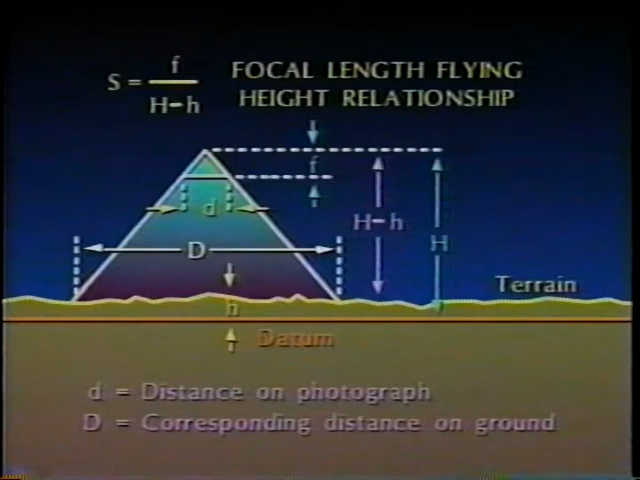 S = f
H-h
FOCAL LENGTH FLYING
HEIGHT RELATIONSHIP
f
d
H-h
D
H
Terrain
h
Datum
d = Distance on photograph
D = Corresponding distance on ground